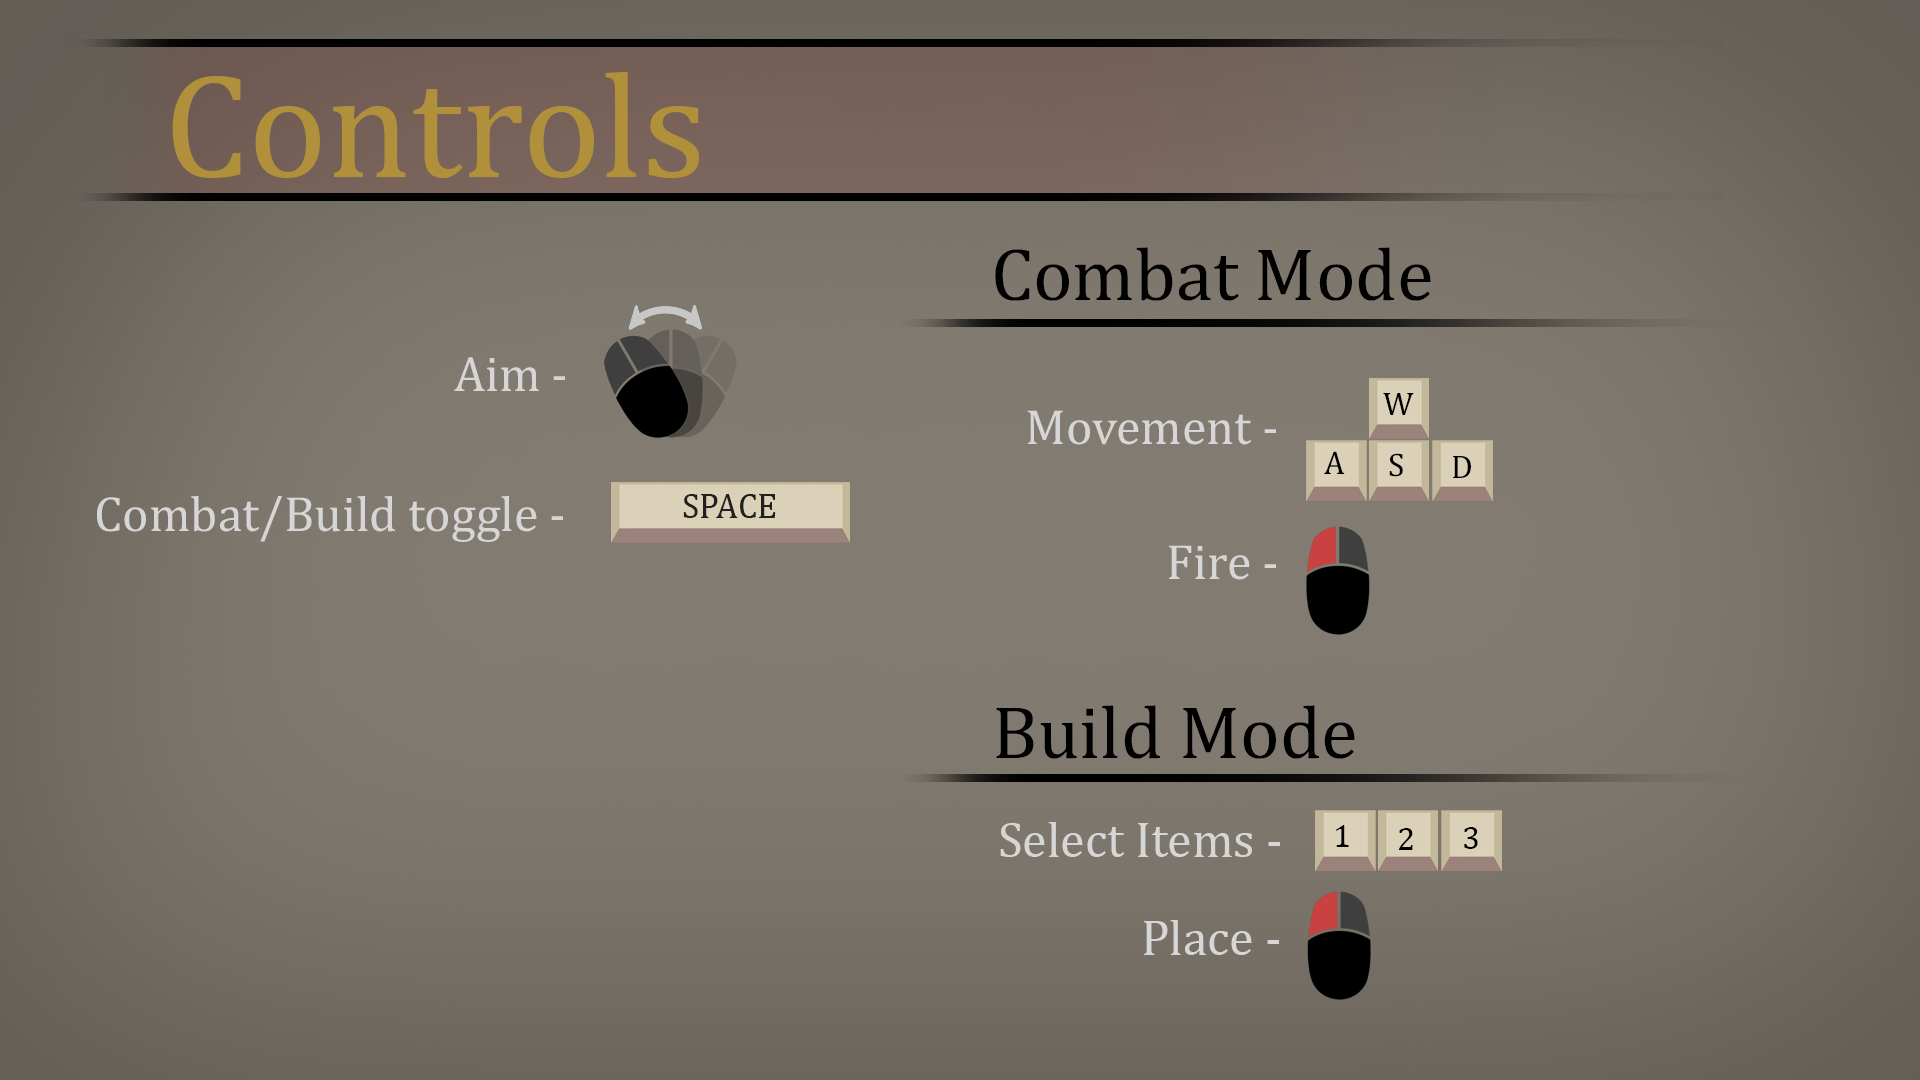 Controls
Aim -
Combat/Build toggle - SPACE
Combat Mode
Movement - W
A S D
Fire -
Build Mode
Select Items - 1 2 3
Place -